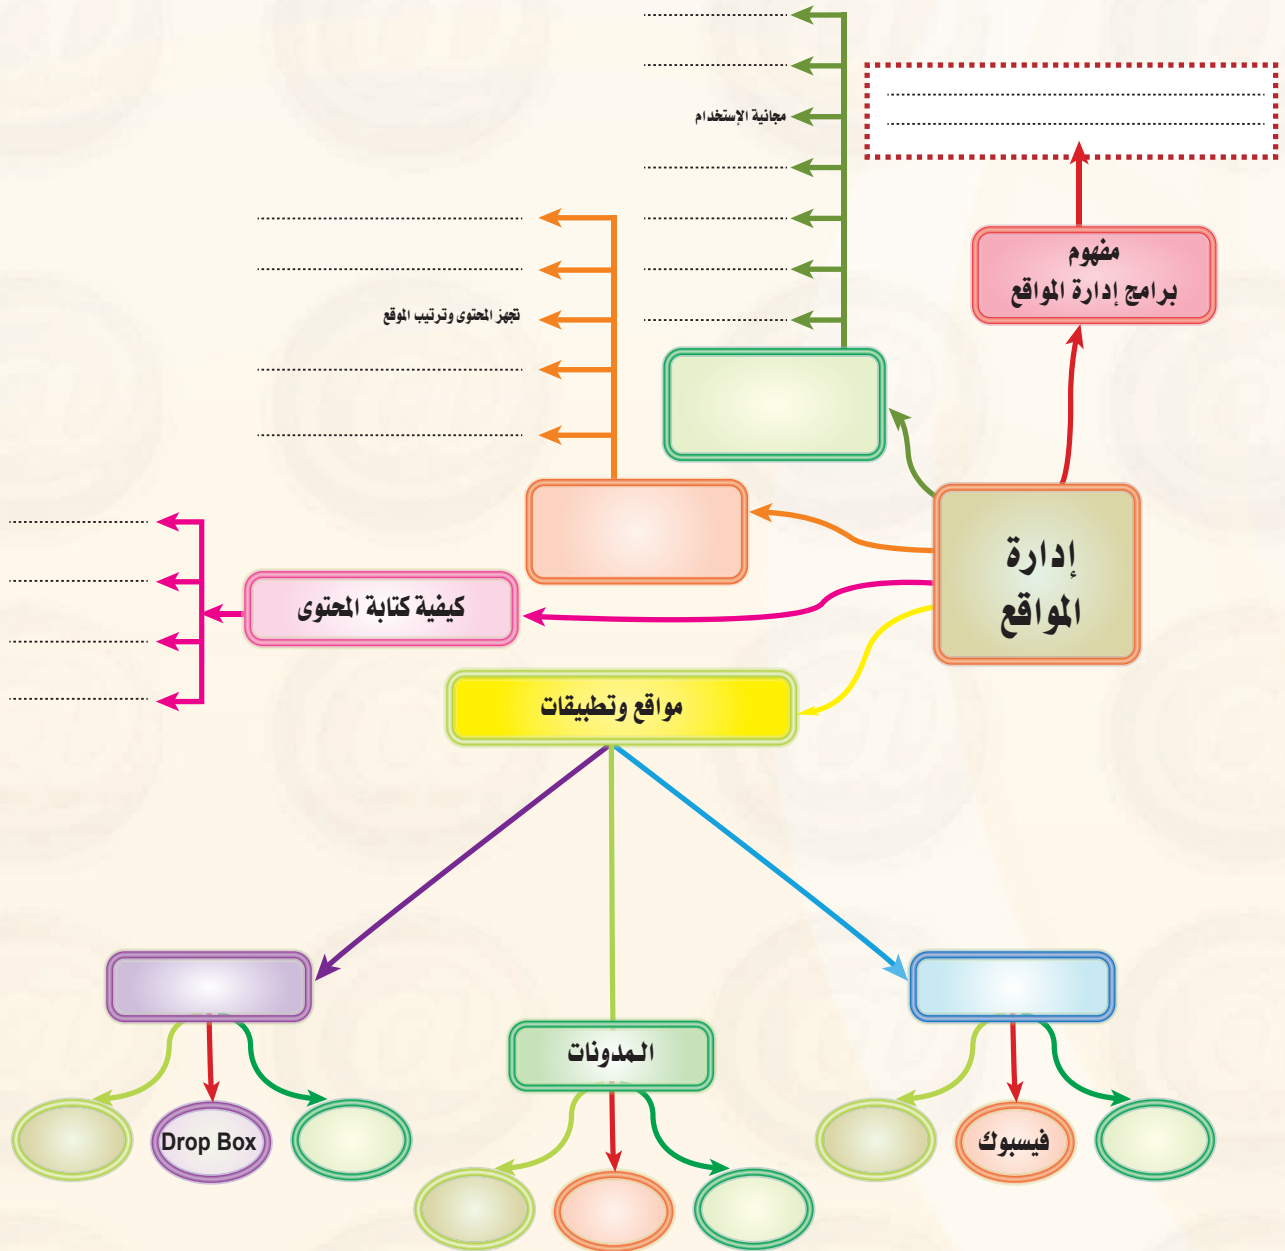 مجانية الإستخدام
مفهوم
برامج إدارة المواقع
تجهز المحتوى وترتيب الموقع
إدارة
المواقع
كيفية كتابة المحتوى
مواقع وتطبيقات
المدونات
فيسبوك
Drop Box